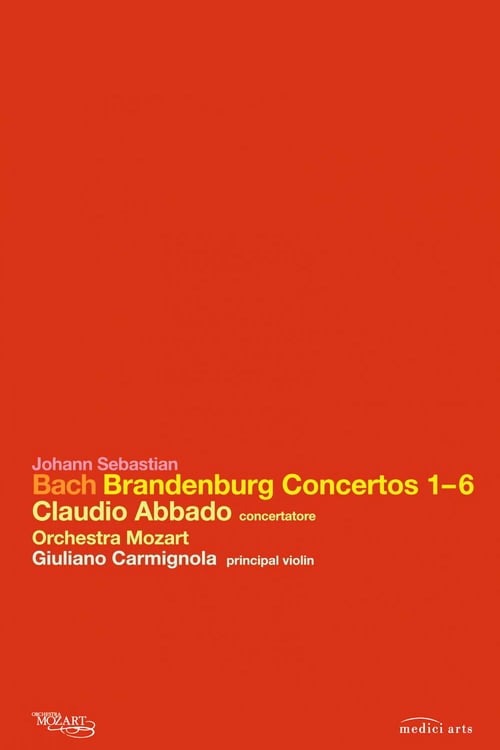 Johann Sebastian
Bach Brandenburg Concertos 1–6
Claudio Abbado concertatore
Orchestra Mozart
Giuliano Carmignola principal violin
ORCHESTRA
MOZART
medici arts